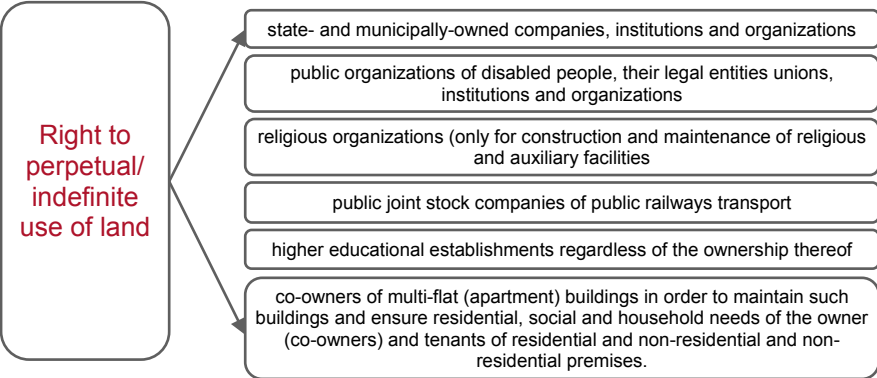 Right to
perpetual/
indefinite
use of land
state- and municipally-owned companies, institutions and organizations
public organizations of disabled people, their legal entities unions,
institutions and organizations
religious organizations (only for construction and maintenance of religious
and auxiliary facilities
public joint stock companies of public railways transport
higher educational establishments regardless of the ownership thereof
co-owners of multi-flat (apartment) buildings in order to maintain such
buildings and ensure residential, social and household needs of the owner
(co-owners) and tenants of residential and non-residential and non-
residential premises.